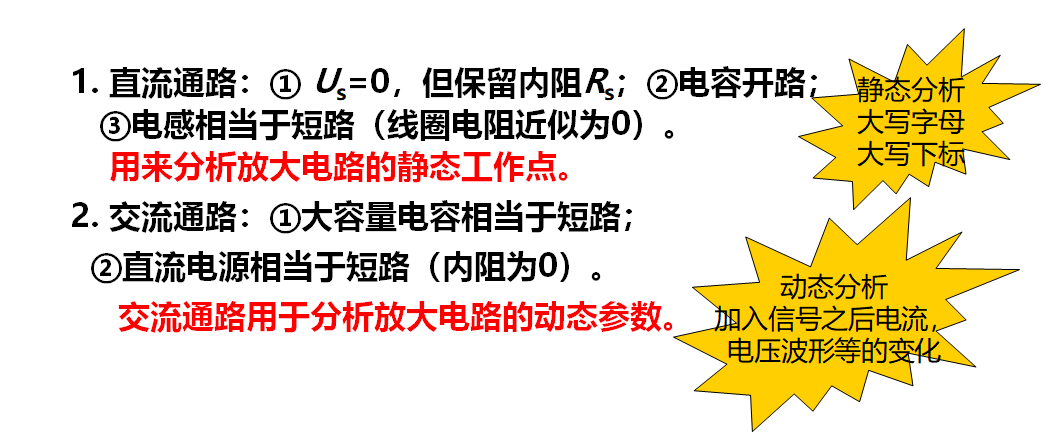 1. 直流通路：① Us=0，但保留内阻Rs；②电容开路；
③电感相当于短路（线圈电阻近似为0）。
用来分析放大电路的静态工作点。
2. 交流通路：①大容量电容相当于短路；
②直流电源相当于短路（内阻为0）。
交流通路用于分析放大电路的动态参数。
静态分析
大写字母
大写下标
动态分析
加入信号之后电流，
电压波形等的变化